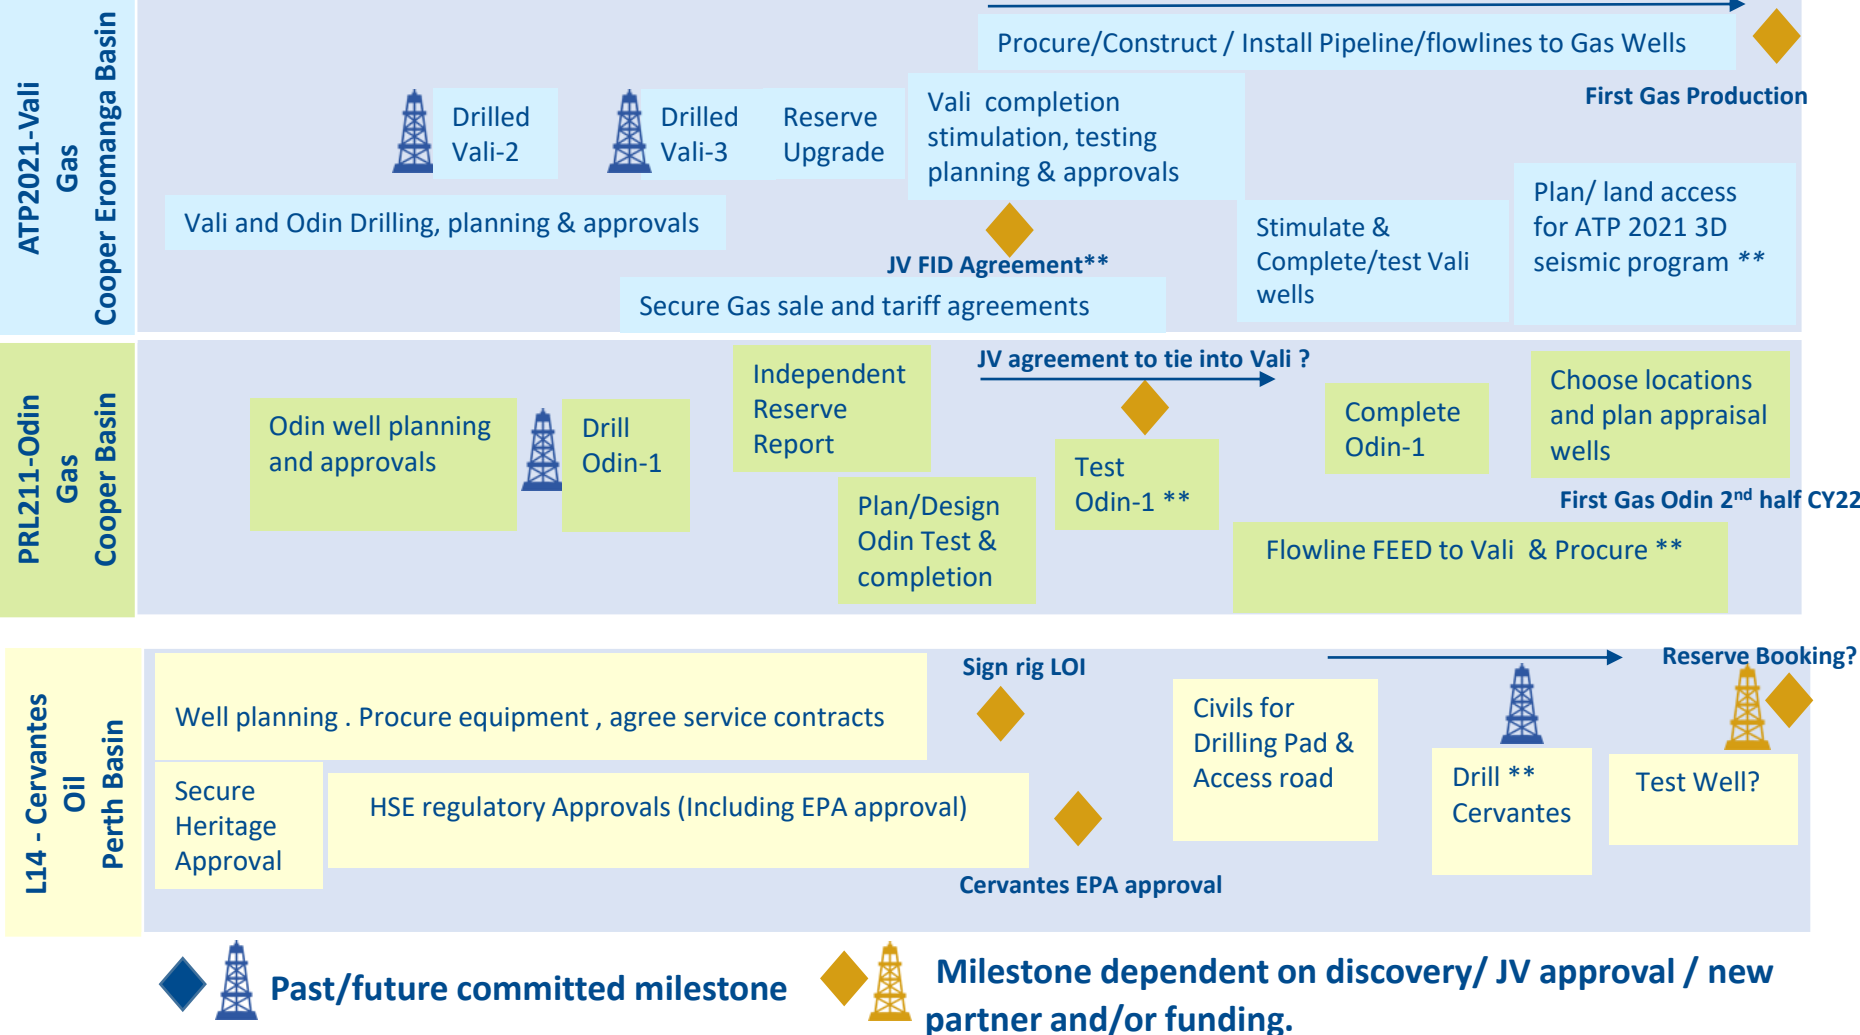 ATP2021-Vali
Gas
Cooper Eromanga Basin
Procure/Construct / Install Pipeline/flowlines to Gas Wells
First Gas Production
Drilled
Vali-2
Drilled
Vali-3
Reserve
Upgrade
Vali completion
stimulation, testing
planning & approvals
Vali and Odin Drilling, planning & approvals
JV FID Agreement**
Secure Gas sale and tariff agreements
Stimulate &
Complete/test Vali
wells
Plan/ land access
for ATP 2021 3D
seismic program **
PRL211-Odin
Gas
Cooper Basin
Odin well planning
and approvals
Drill
Odin-1
Independent
Reserve
Report
Plan/Design
Odin Test &
completion
JV agreement to tie into Vali ?
Test
Odin-1 **
Complete
Odin-1
Choose locations
and plan appraisal
wells
First Gas Odin 2nd half CY22
Flowline FEED to Vali & Procure **
L14 - Cervantes
Oil
Perth Basin
Well planning . Procure equipment , agree service contracts
Secure
Heritage
Approval
HSE regulatory Approvals (Including EPA approval)
Sign rig LOI
Cervantes EPA approval
Civils for
Drilling Pad &
Access road
Drill **
Cervantes
Reserve Booking?
Test Well?
Past/future committed milestone
Milestone dependent on discovery/ JV approval / new
partner and/or funding.